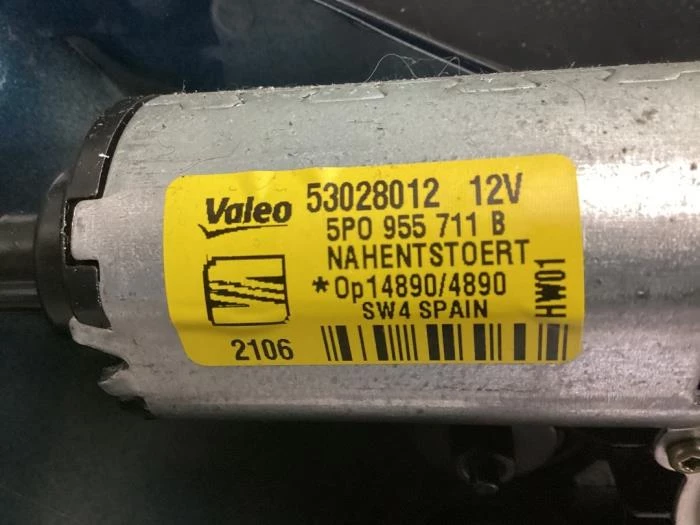 Valeo 53028012 12V
5P0 955 711 B
NAHENTSTOERT
*Op14890/4890
SW4 SPAIN
2106
HW01